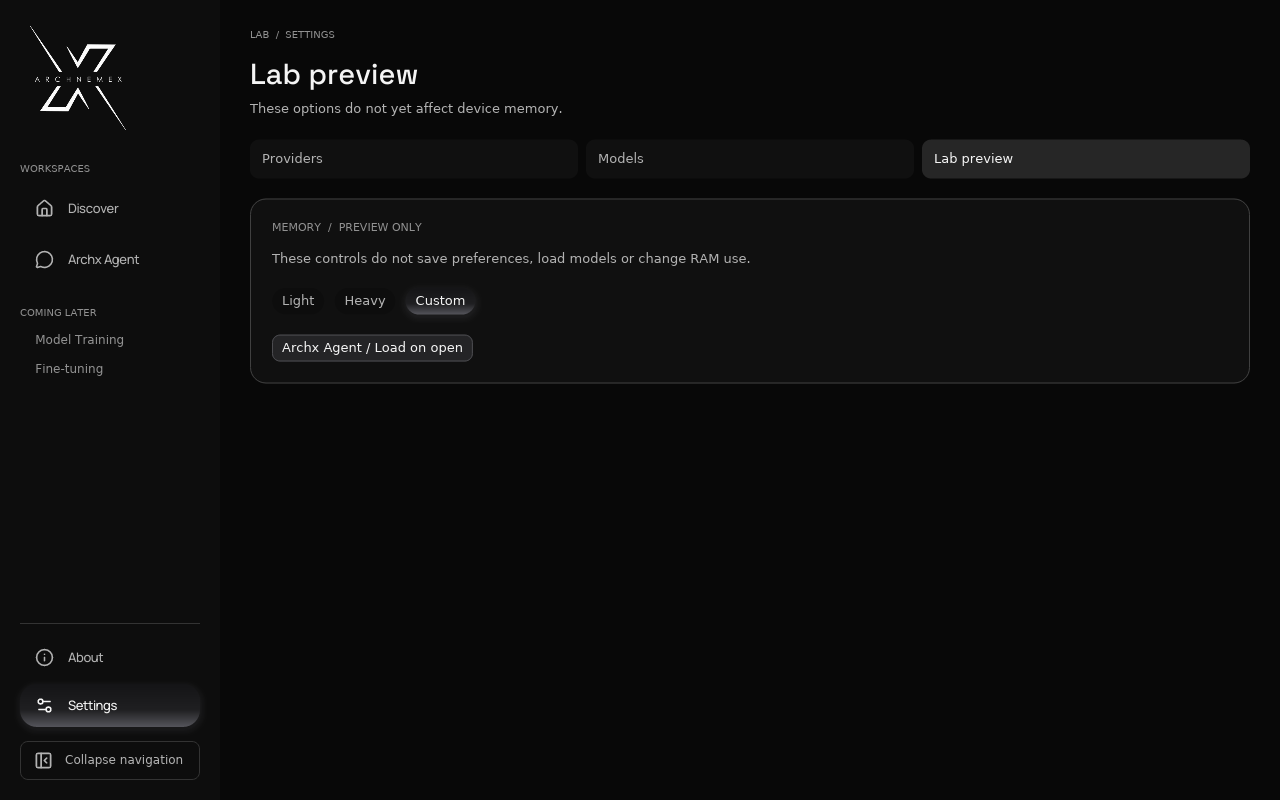 ARCHNEMEX
WORKSPACES
Discover
Archx Agent
COMING LATER
Model Training
Fine-tuning
About
Settings
Collapse navigation
LAB / SETTINGS
Lab preview
These options do not yet affect device memory.
Providers
Models
Lab preview
MEMORY / PREVIEW ONLY
These controls do not save preferences, load models or change RAM use.
Light
Heavy
Custom
Archx Agent / Load on open